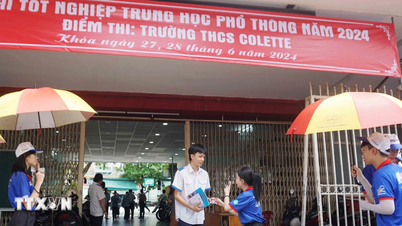 HI TỐT NGHIỆP TRUNG HỌC PHỔ THÔNG NĂM 2024
ĐIỂM THI: TRƯỜNG THCS COLETTE
Khóa ngày 27, 28 tháng 6 năm 2024
TTXVN